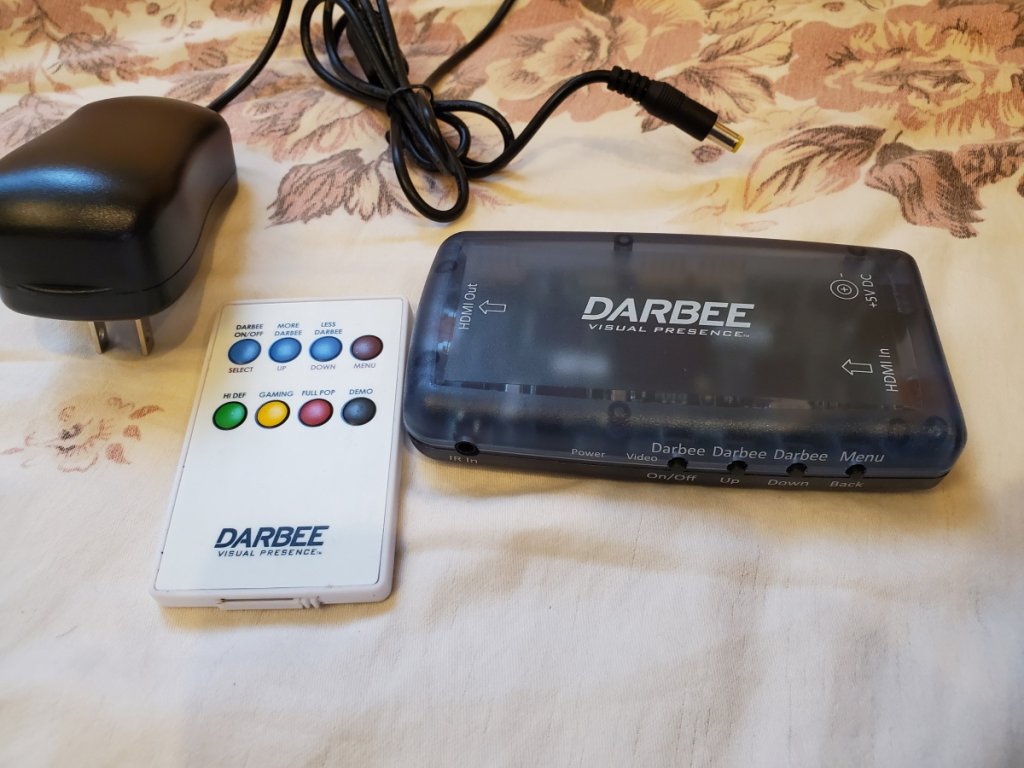 DARBEE ON/OFF
MORE DARBEE
LESS DARBEE
SELECT
UP
DOWN
MENU
HI DEF
GAMING
FULL POP
DEMO
DARBEE
VISUAL PRESENCE™
HDMI Out
DARBEE
VISUAL PRESENCE™
-
+5V DC
HDMI In
IR In
Power
Video
Darbee
On/Off
Darbee
Up
Darbee
Down
Menu
Back